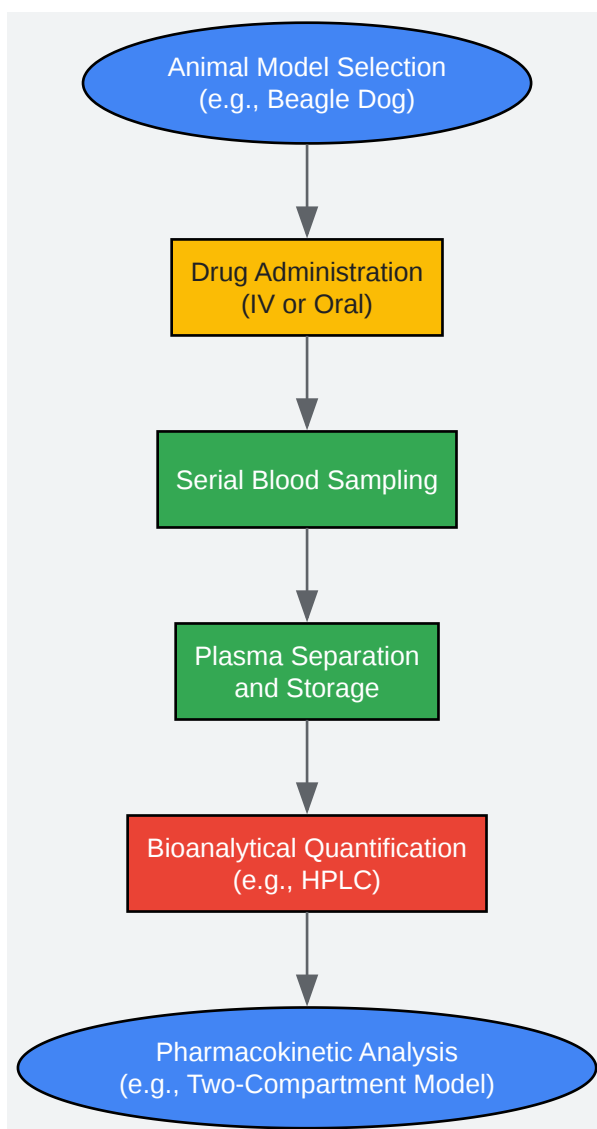 Animal Model Selection
(e.g., Beagle Dog)
Drug Administration
(IV or Oral)
Serial Blood Sampling
Plasma Separation
and Storage
Bioanalytical Quantification
(e.g., HPLC)
Pharmacokinetic Analysis
(e.g., Two-Compartment Model)